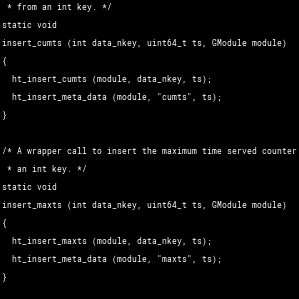 * from an int key. */
static void
insert_cumts (int data_nkey, uint64_t ts, GModule module)
{
  ht_insert_cumts (module, data_nkey, ts);
  ht_insert_meta_data (module, "cumts", ts);
}

/* A wrapper call to insert the maximum time served counter
 * an int key. */
static void
insert_maxts (int data_nkey, uint64_t ts, GModule module)
{
  ht_insert_maxts (module, data_nkey, ts);
  ht_insert_meta_data (module, "maxts", ts);
}